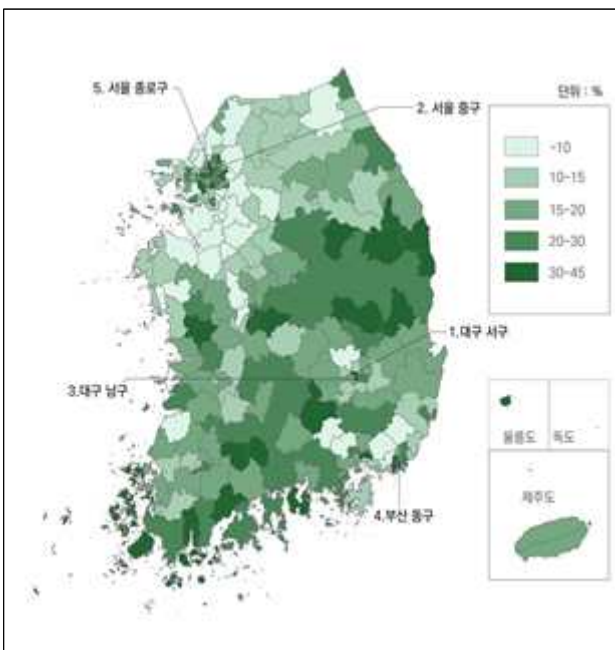 5. 서울 종로구
2. 서울 중구
단위 : %
-10
10-15
15-20
20-30
30-45
1.대구 서구
3.대구 남구
4.부산 동구
울릉도
독도
제주도